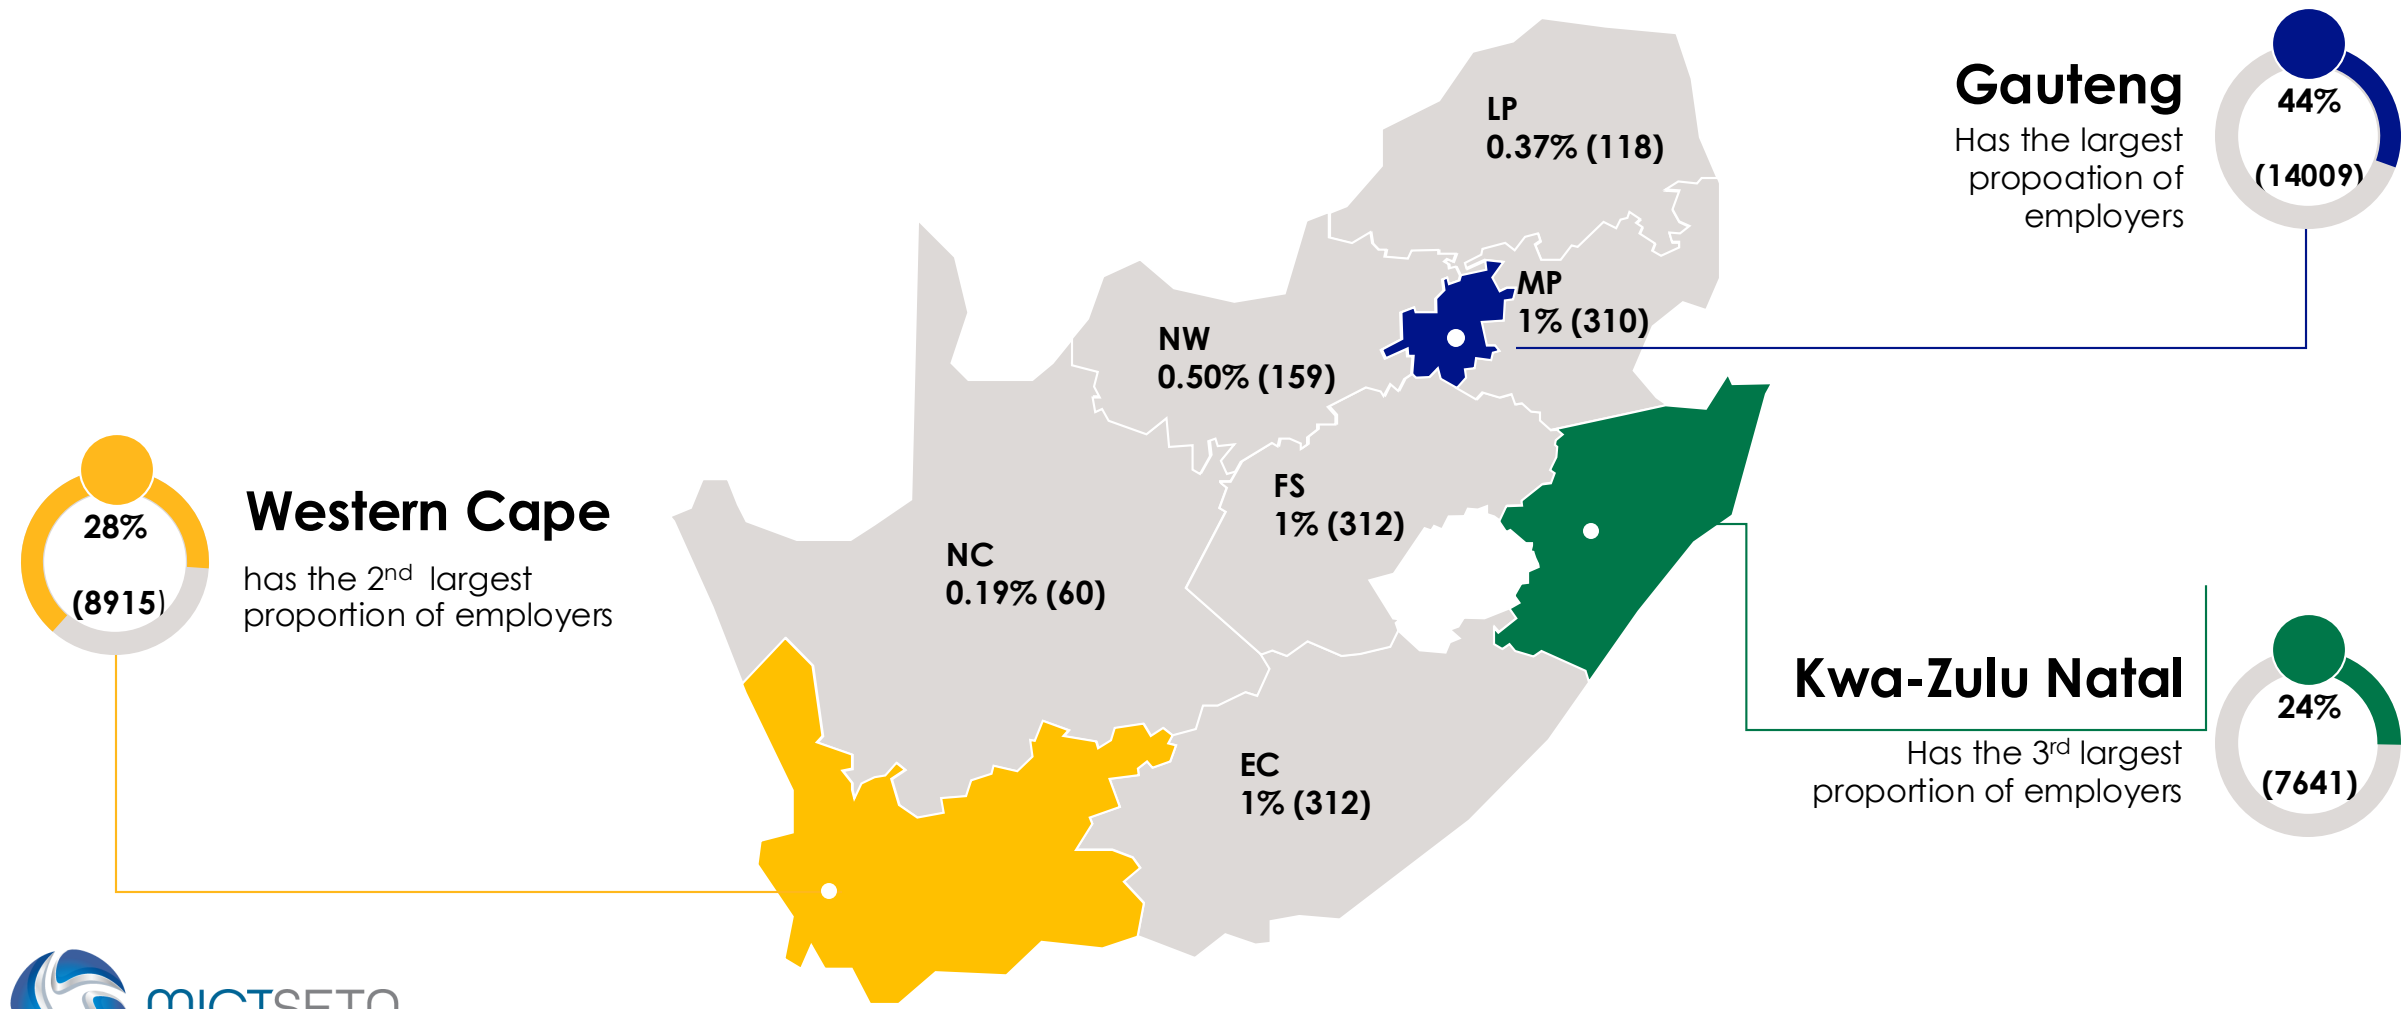 LP
0.37% (118)
Gauteng
Has the largest
propoation of
employers
44%
(14009)
MP
1% (310)
NW
0.50% (159)
28%
(8915)
Western Cape
has the 2nd largest
proportion of employers
FS
1% (312)
NC
0.19% (60)
Kwa-Zulu Natal
Has the 3rd largest
proportion of employers
24%
(7641)
EC
1% (312)
MICTSETA